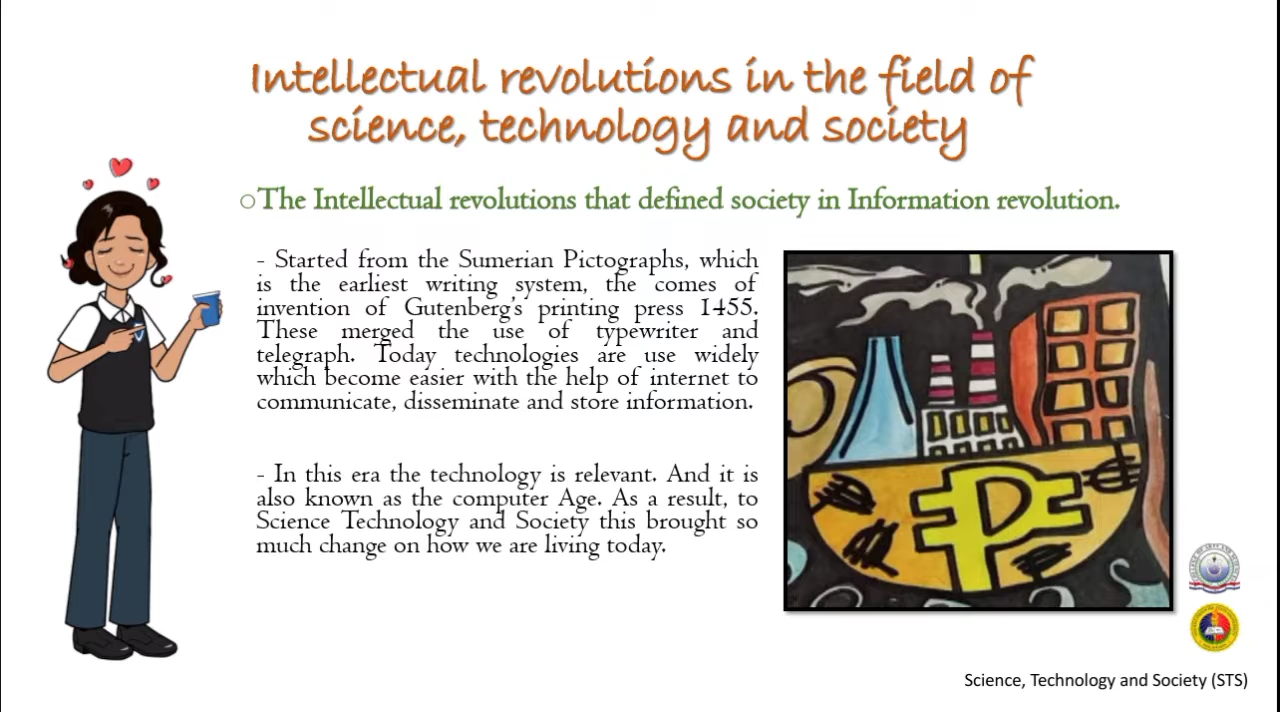 Intellectual revolutions in the field of
science, technology and society
The Intellectual revolutions that defined society in Information revolution.
- Started from the Sumerian Pictographs, which
is the earliest writing system, the comes of
invention of Gutenberg's printing press 1455.
These merged the use of typewriter and
telegraph. Today technologies are use widely
which become easier with the help of internet to
communicate, disseminate and store information.
- In this era the technology is relevant. And it is
also known as the computer Age. As a result, to
Science Technology and Society this brought so
much change on how we are living today.
Science, Technology and Society (STS)